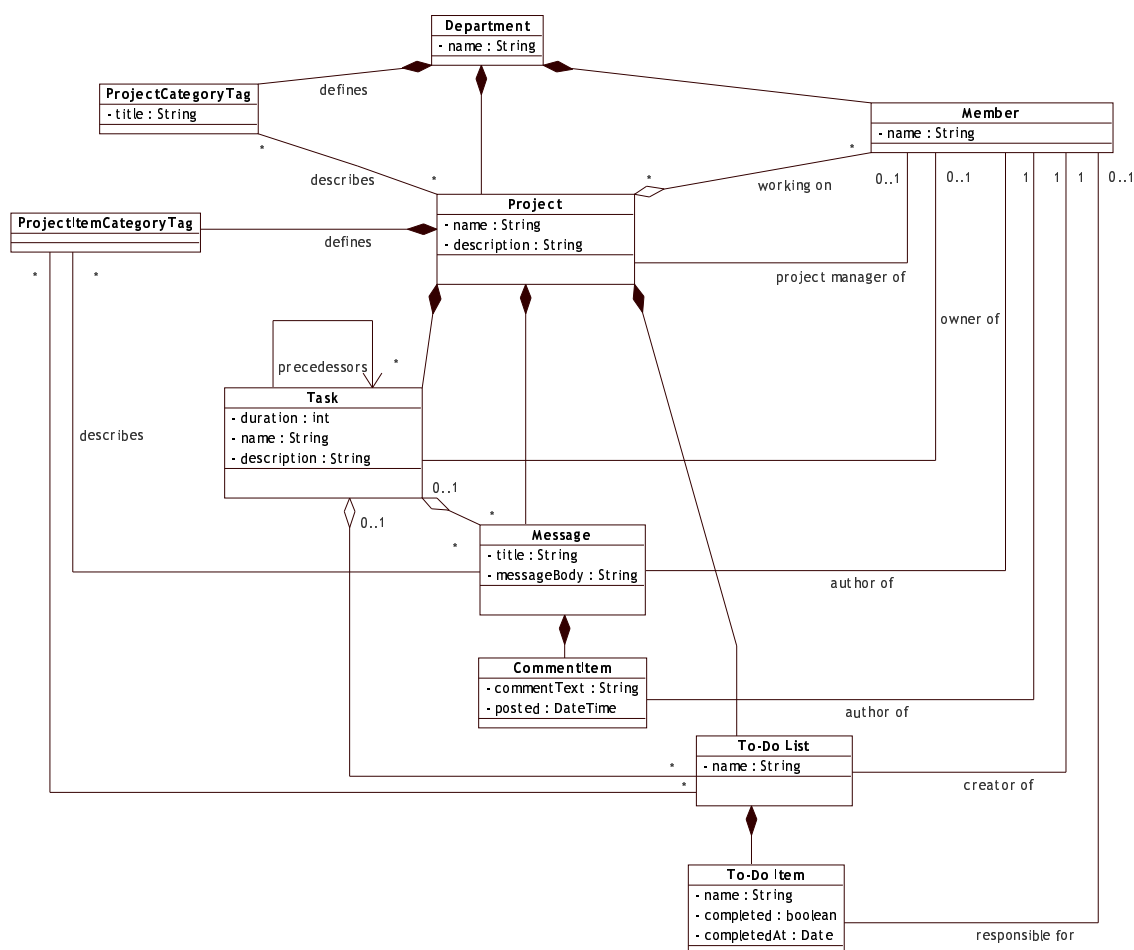 Department
- name : String
ProjectCategoryTag
- title : String
defines
Member
- name : String
*
describes
*
*
working on
*
0..1
0..1
1
1
1
0..1
ProjectItemCategoryTag
defines
Project
- name : String
- description : String
*
*
project manager of
owner of
precedessors
*
Task
- duration : int
- name : String
- description : String
describes
0..1
0..1
*
*
Message
- title : String
- messageBody : String
author of
CommentItem
- commentText : String
- posted : DateTime
author of
To-Do List
- name : String
*
*
creator of
To-Do Item
- name : String
- completed : boolean
- completedAt : Date
responsible for